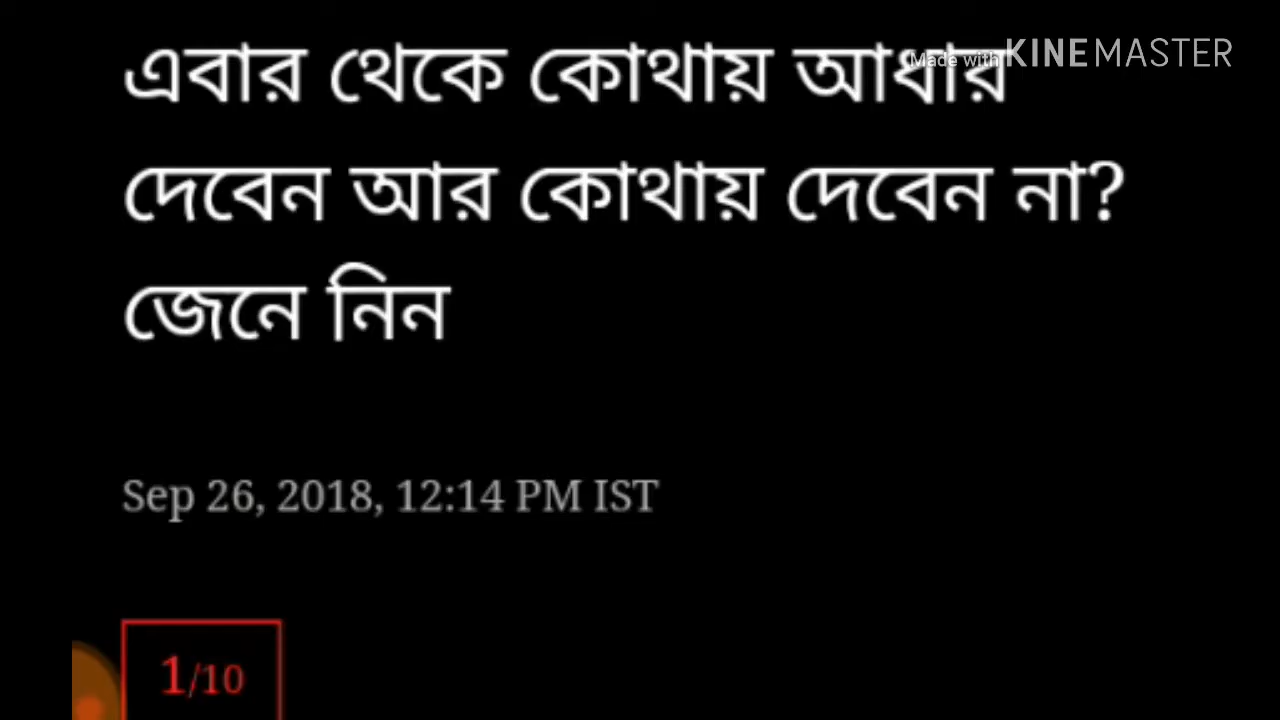 Made with KINEMASTER
এবার থেকে কোথায় আধার
দেবেন আর কোথায় দেবেন না?
জেনে নিন
Sep 26, 2018, 12:14 PM IST
1/10